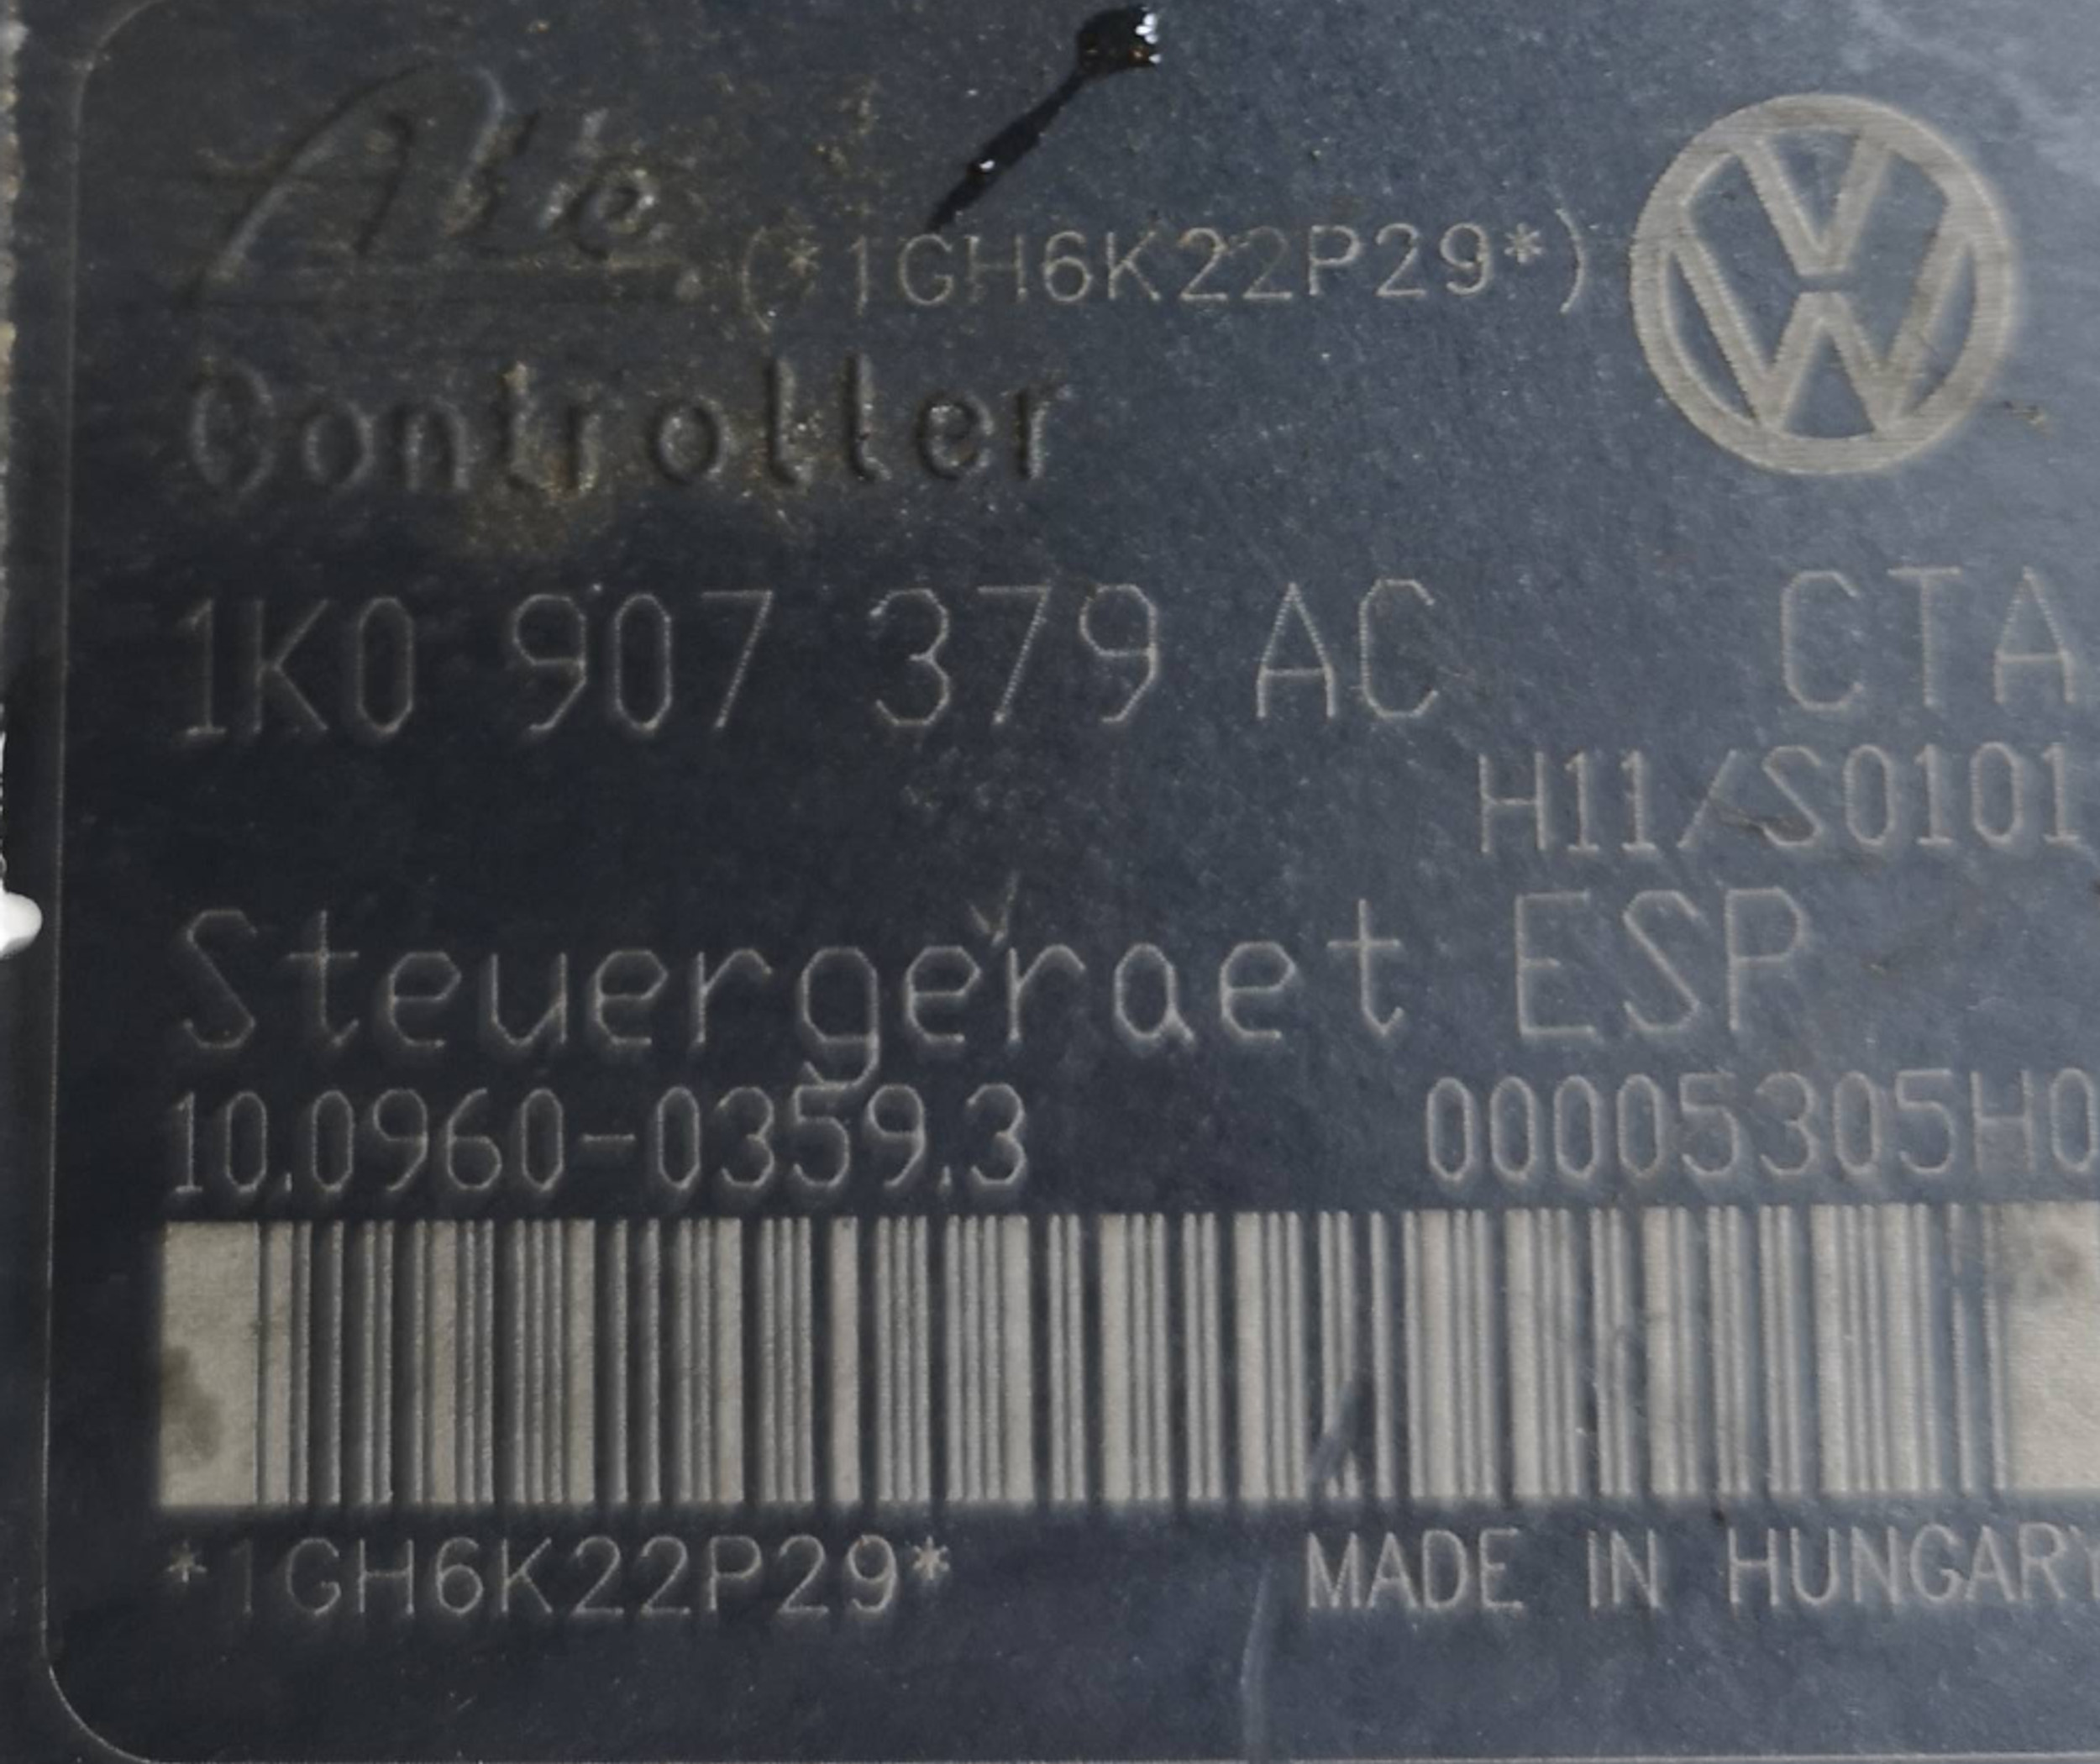 Ate (*1GH6K22P29*)
Controller
1K0 907 379 AC CTA
H11/S0101
Steuergeraet ESP
10.0960-0359.3 00005305H0
*1GH6K22P29* MADE IN HUNGARY